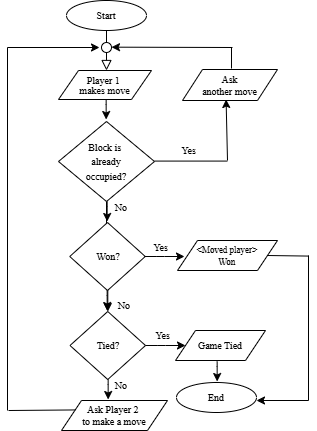 Start
Player 1
makes move
Ask
another move
Block is
already
occupied?
Yes
No
Won?
Yes
<Moved player>
Won
No
Tied?
Yes
Game Tied
No
End
Ask Player 2
to make a move